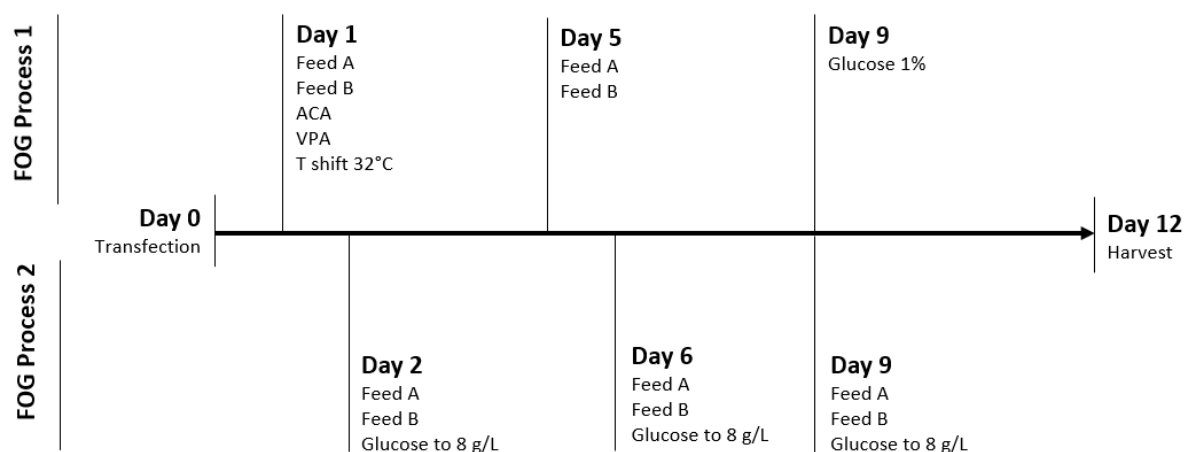 FOG Process 1
Day 1
Feed A
Feed B
ACA
VPA
T shift 32°C
Day 5
Feed A
Feed B
Day 9
Glucose 1%
Day 0
Transfection
Day 12
Harvest
FOG Process 2
Day 2
Feed A
Feed B
Glucose to 8 g/L
Day 6
Feed A
Feed B
Glucose to 8 g/L
Day 9
Feed A
Feed B
Glucose to 8 g/L